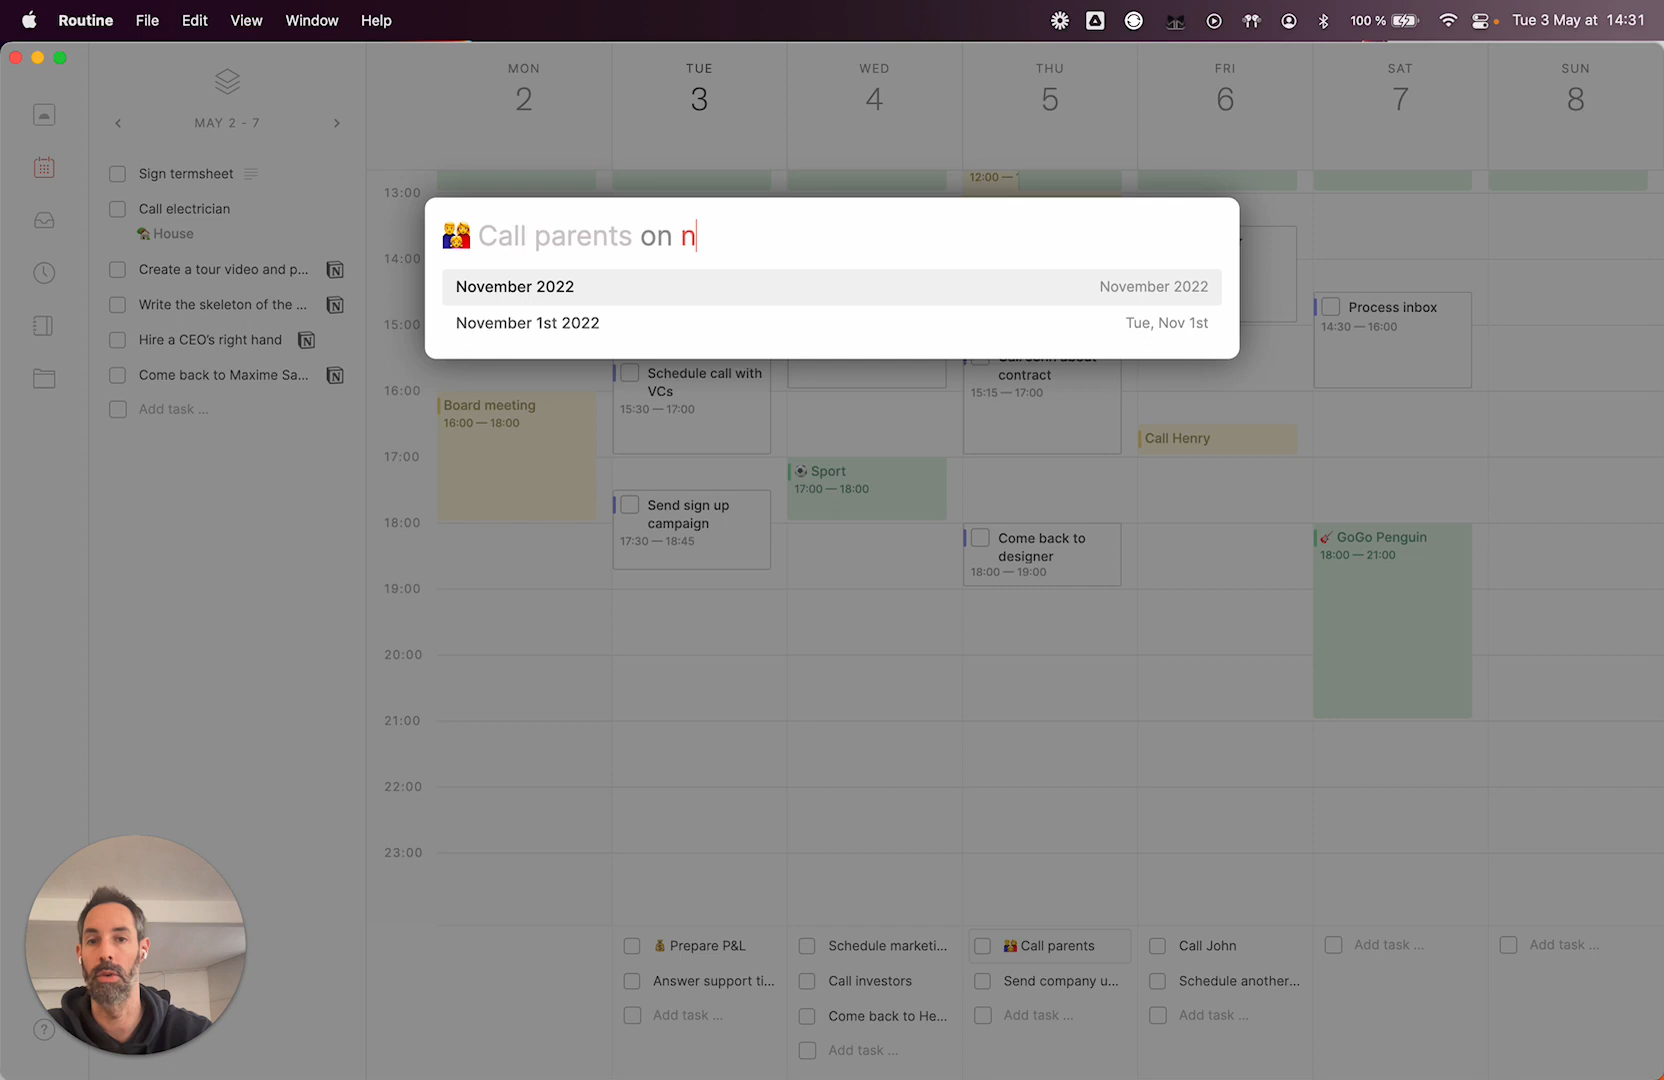 Routine File Edit View Window Help 100 % Tue 3 May at 14:31
MAY 2 - 7
Sign termsheet
Call electrician
🏡 House
Create a tour video and p...
Write the skeleton of the ...
Hire a CEO's right hand
Come back to Maxime Sa...
Add task ...
MON TUE WED THU FRI SAT SUN
2 3 4 5 6 7 8
👨‍👩‍👧 Call parents on n
November 2022 November 2022
November 1st 2022 Tue, Nov 1st
13:00
14:00
15:00
16:00
17:00
18:00
19:00
20:00
21:00
22:00
23:00
Board meeting
16:00 — 18:00
Schedule call with
VCs
15:30 — 17:00
Send sign up
campaign
17:30 — 18:45
⚽ Sport
17:00 — 18:00
12:00 —
Call John about
contract
15:15 — 17:00
Come back to
designer
18:00 — 19:00
Call Henry
Process inbox
14:30 — 16:00
🎸 GoGo Penguin
18:00 — 21:00
💰 Prepare P&L
Answer support ti...
Add task ...
Schedule marketi...
Call investors
Come back to He...
Add task ...
👨‍👩‍👧 Call parents
Send company u...
Add task ...
Call John
Schedule another...
Add task ...
Add task ...
Add task ...
?